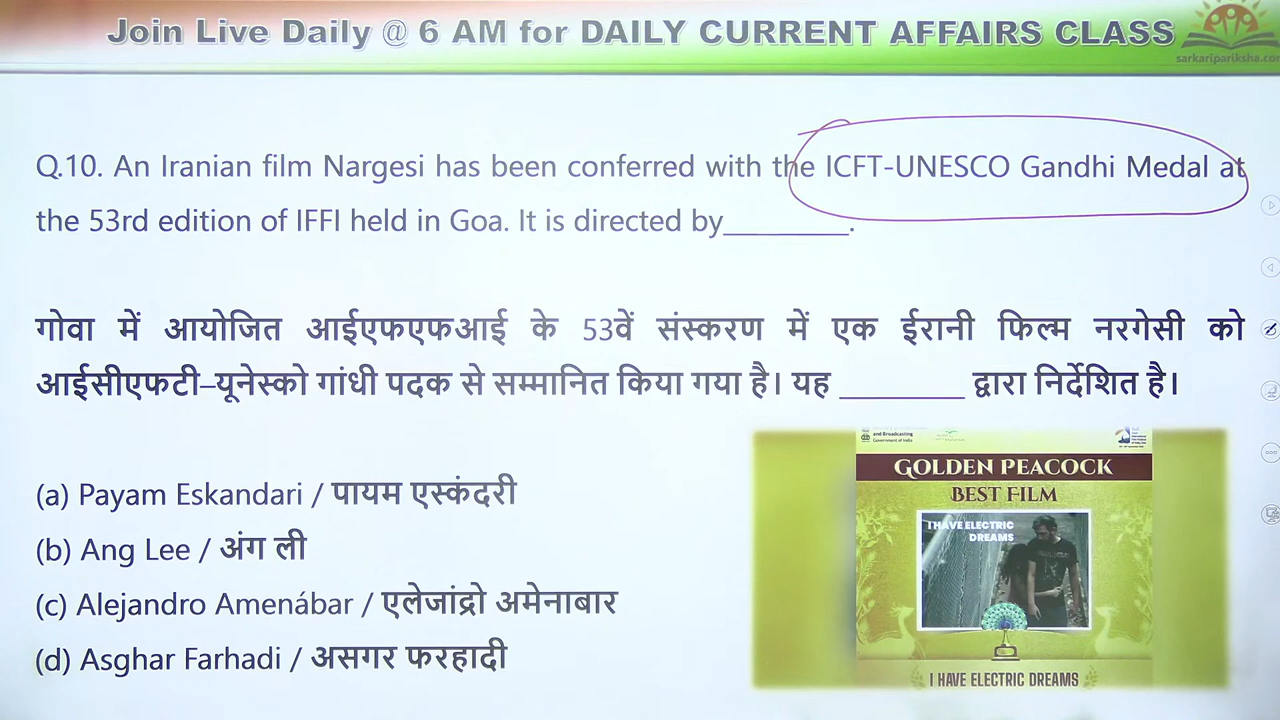 Join Live Daily @ 6 AM for DAILY CURRENT AFFAIRS CLASS
sarkaripariksha.com
Q.10. An Iranian film Nargesi has been conferred with the ICFT-UNESCO Gandhi Medal at
the 53rd edition of IFFI held in Goa. It is directed by_________.
गोवा में आयोजित आईएफएफआई के 53वें संस्करण में एक ईरानी फिल्म नरगेसी को
आईसीएफटी–यूनेस्को गांधी पदक से सम्मानित किया गया है। यह _________ द्वारा निर्देशित है।
(a) Payam Eskandari / पायम एस्कंदरी
(b) Ang Lee / अंग ली
(c) Alejandro Amenábar / एलेजांद्रो अमेनाबार
(d) Asghar Farhadi / असगर फरहादी
and Broadcasting
Government of India
GOLDEN PEACOCK
BEST FILM
I HAVE ELECTRIC
DREAMS
I HAVE ELECTRIC DREAMS